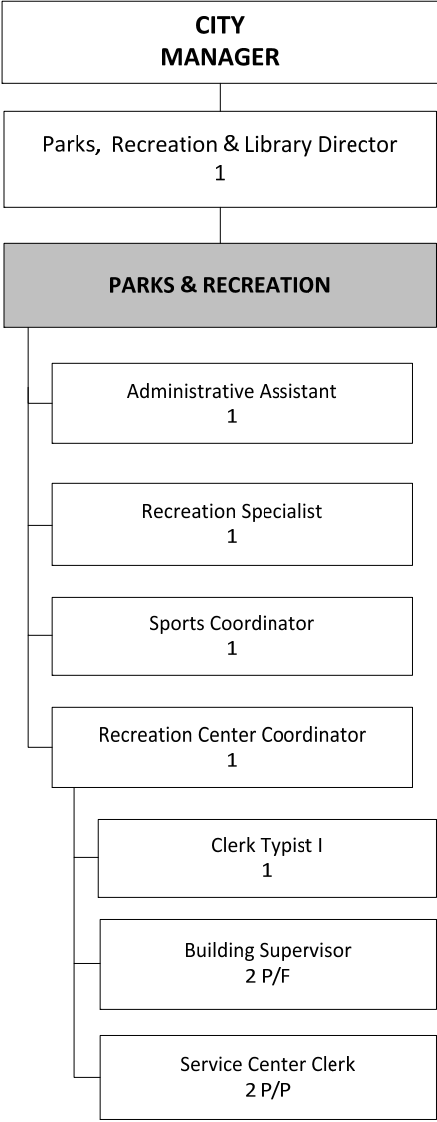 CITY
MANAGER
Parks, Recreation & Library Director
1
PARKS & RECREATION
Administrative Assistant
1
Recreation Specialist
1
Sports Coordinator
1
Recreation Center Coordinator
1
Clerk Typist I
1
Building Supervisor
2 P/F
Service Center Clerk
2 P/P